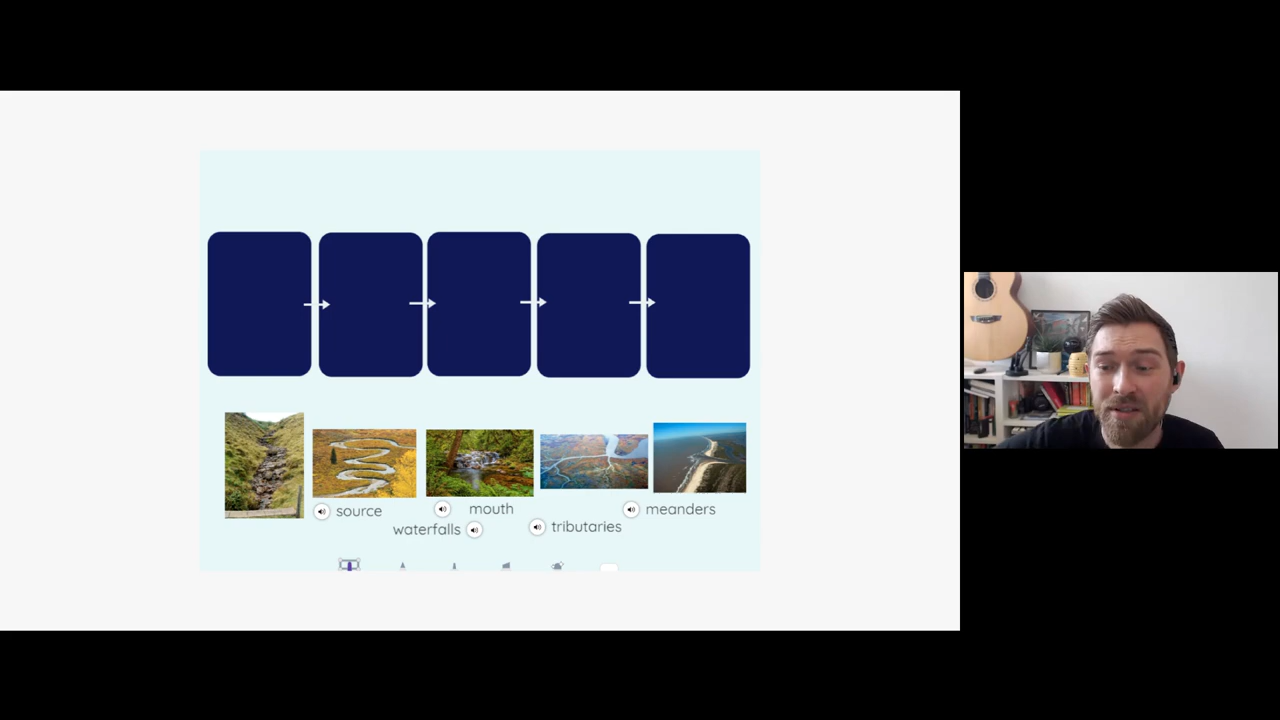 source
mouth
meanders
waterfalls
tributaries